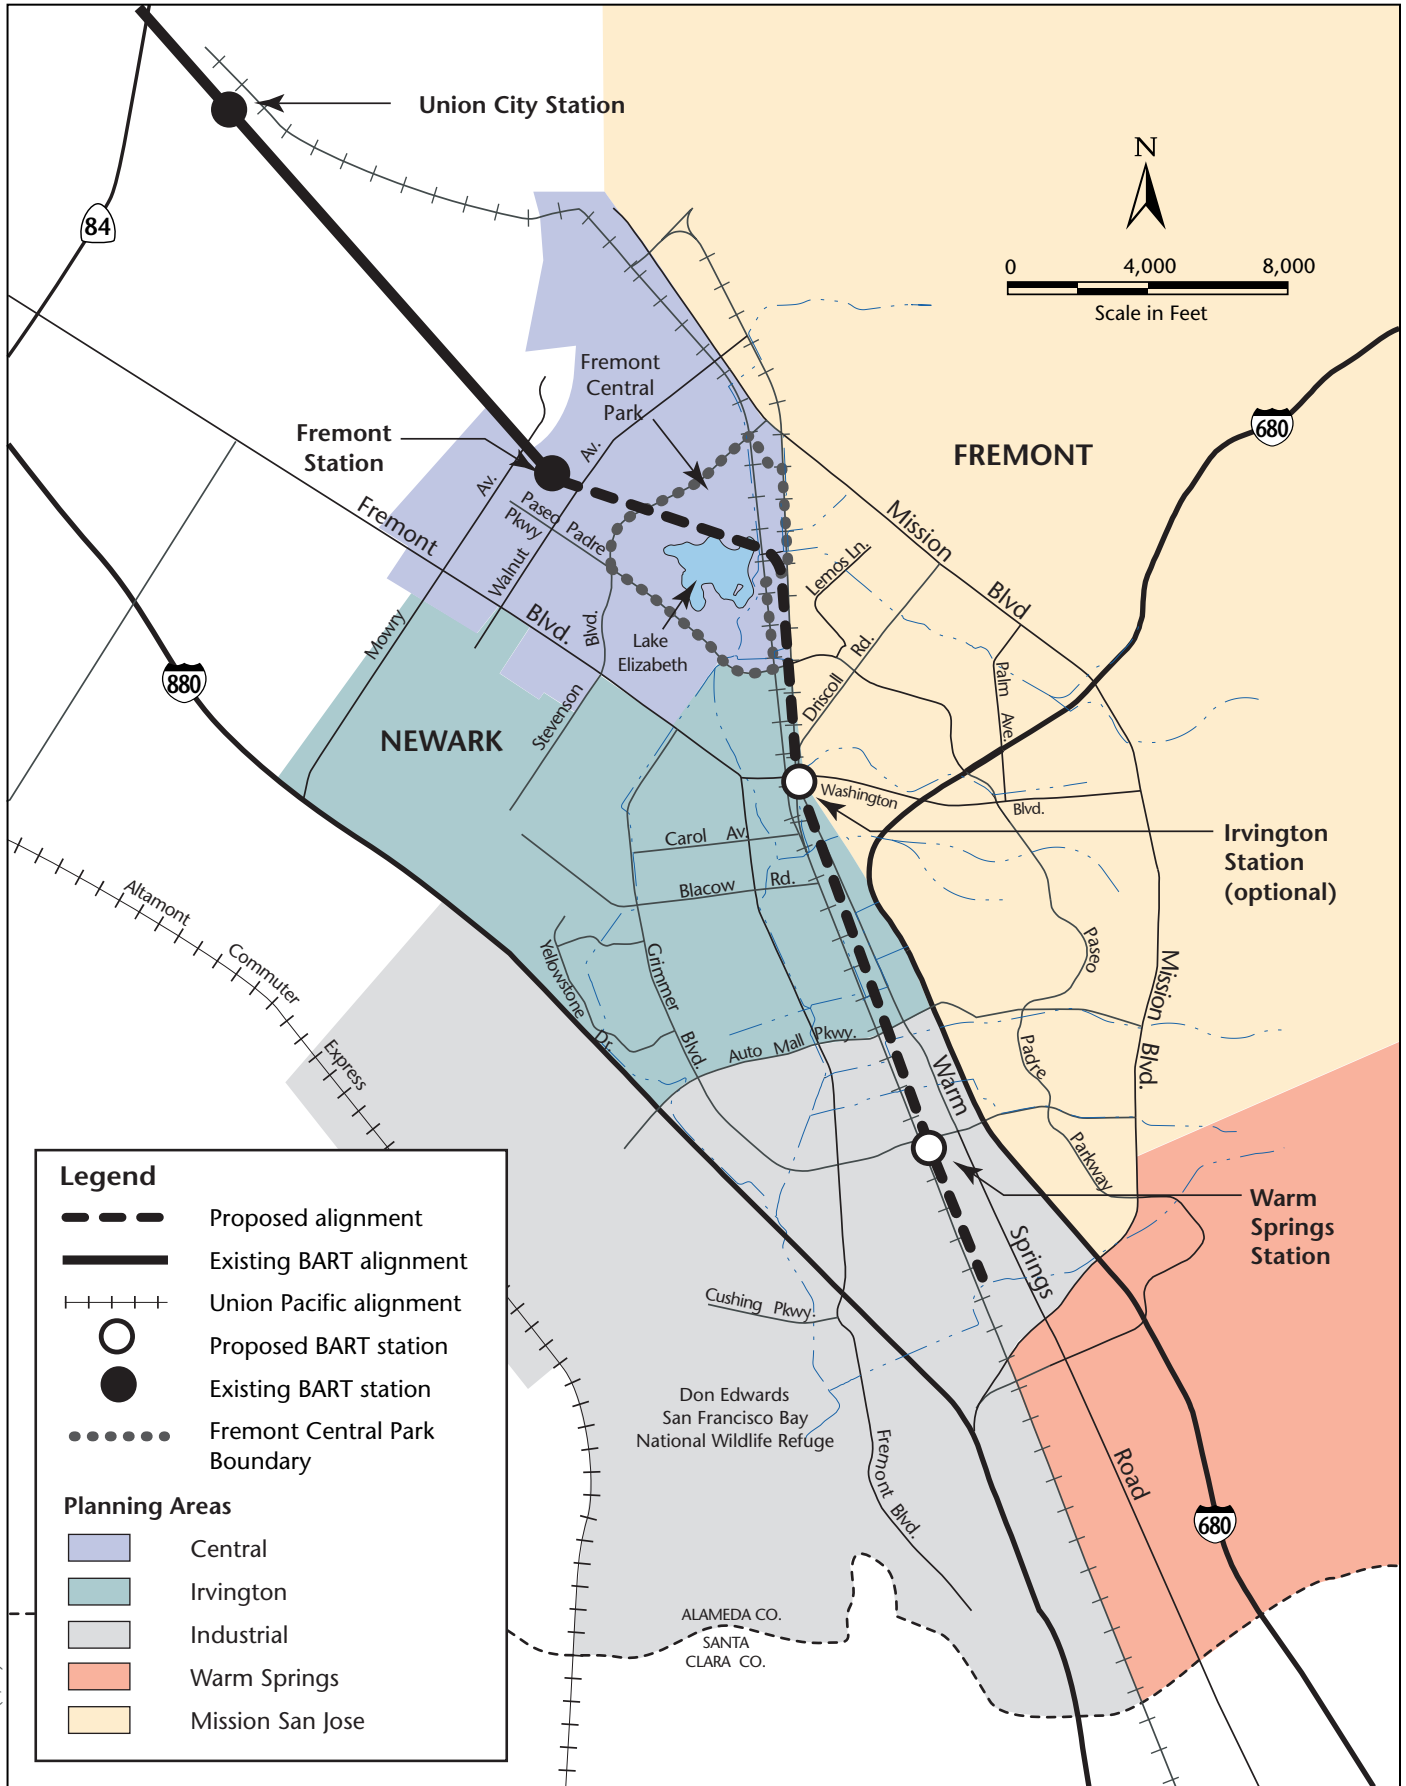 Union City Station
N
84
0 4,000 8,000
Scale in Feet
Fremont
Central
Park
680
Fremont
Station
FREMONT
Av.
Av.
Fremont
Paseo Padre
Pkwy
Mission
Blvd
Lemos Ln.
Walnut
Blvd.
Blvd.
Mowry
Lake
Elizabeth
Rd.
Driscoll
Palm Ave.
880
Stevenson
NEWARK
Washington
Blvd.
Irvington
Station
(optional)
Carol Av.
Blacow Rd.
Altamont
Commuter
Express
Yellowstone
Dr.
Grimmer
Blvd.
Paseo
Padre
Parkway
Mission
Blvd.
Auto Mall Pkwy.
Warm
Springs
Road
Warm
Springs
Station
Cushing Pkwy.
Don Edwards
San Francisco Bay
National Wildlife Refuge
Fremont Blvd.
680
ALAMEDA CO.
SANTA
CLARA CO.
Legend
Proposed alignment
Existing BART alignment
Union Pacific alignment
Proposed BART station
Existing BART station
Fremont Central Park
Boundary
Planning Areas
Central
Irvington
Industrial
Warm Springs
Mission San Jose